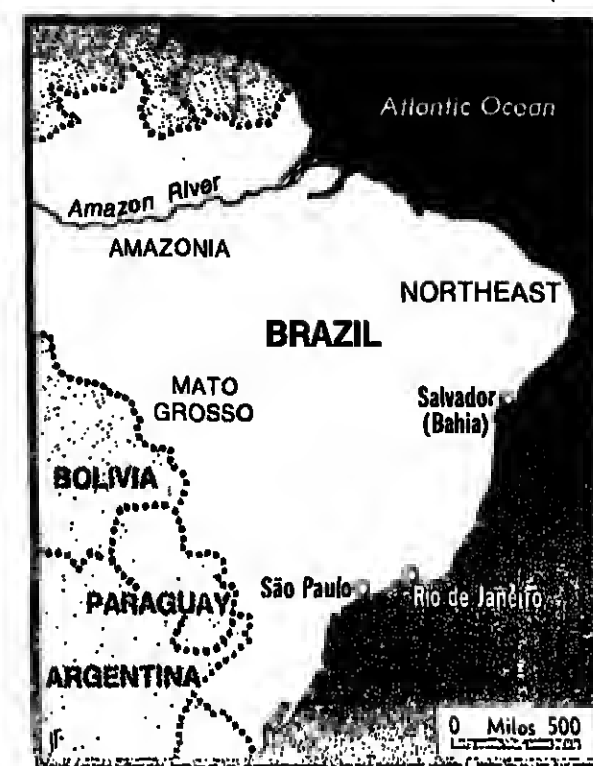 Atlantic Ocean
Amazon River
AMAZONIA
NORTHEAST
BRAZIL
MATO
GROSSO
Salvador
(Bahia)
BOLIVIA
São Paulo
Rio de Janeiro
PARAGUAY
ARGENTINA
0 Miles 500